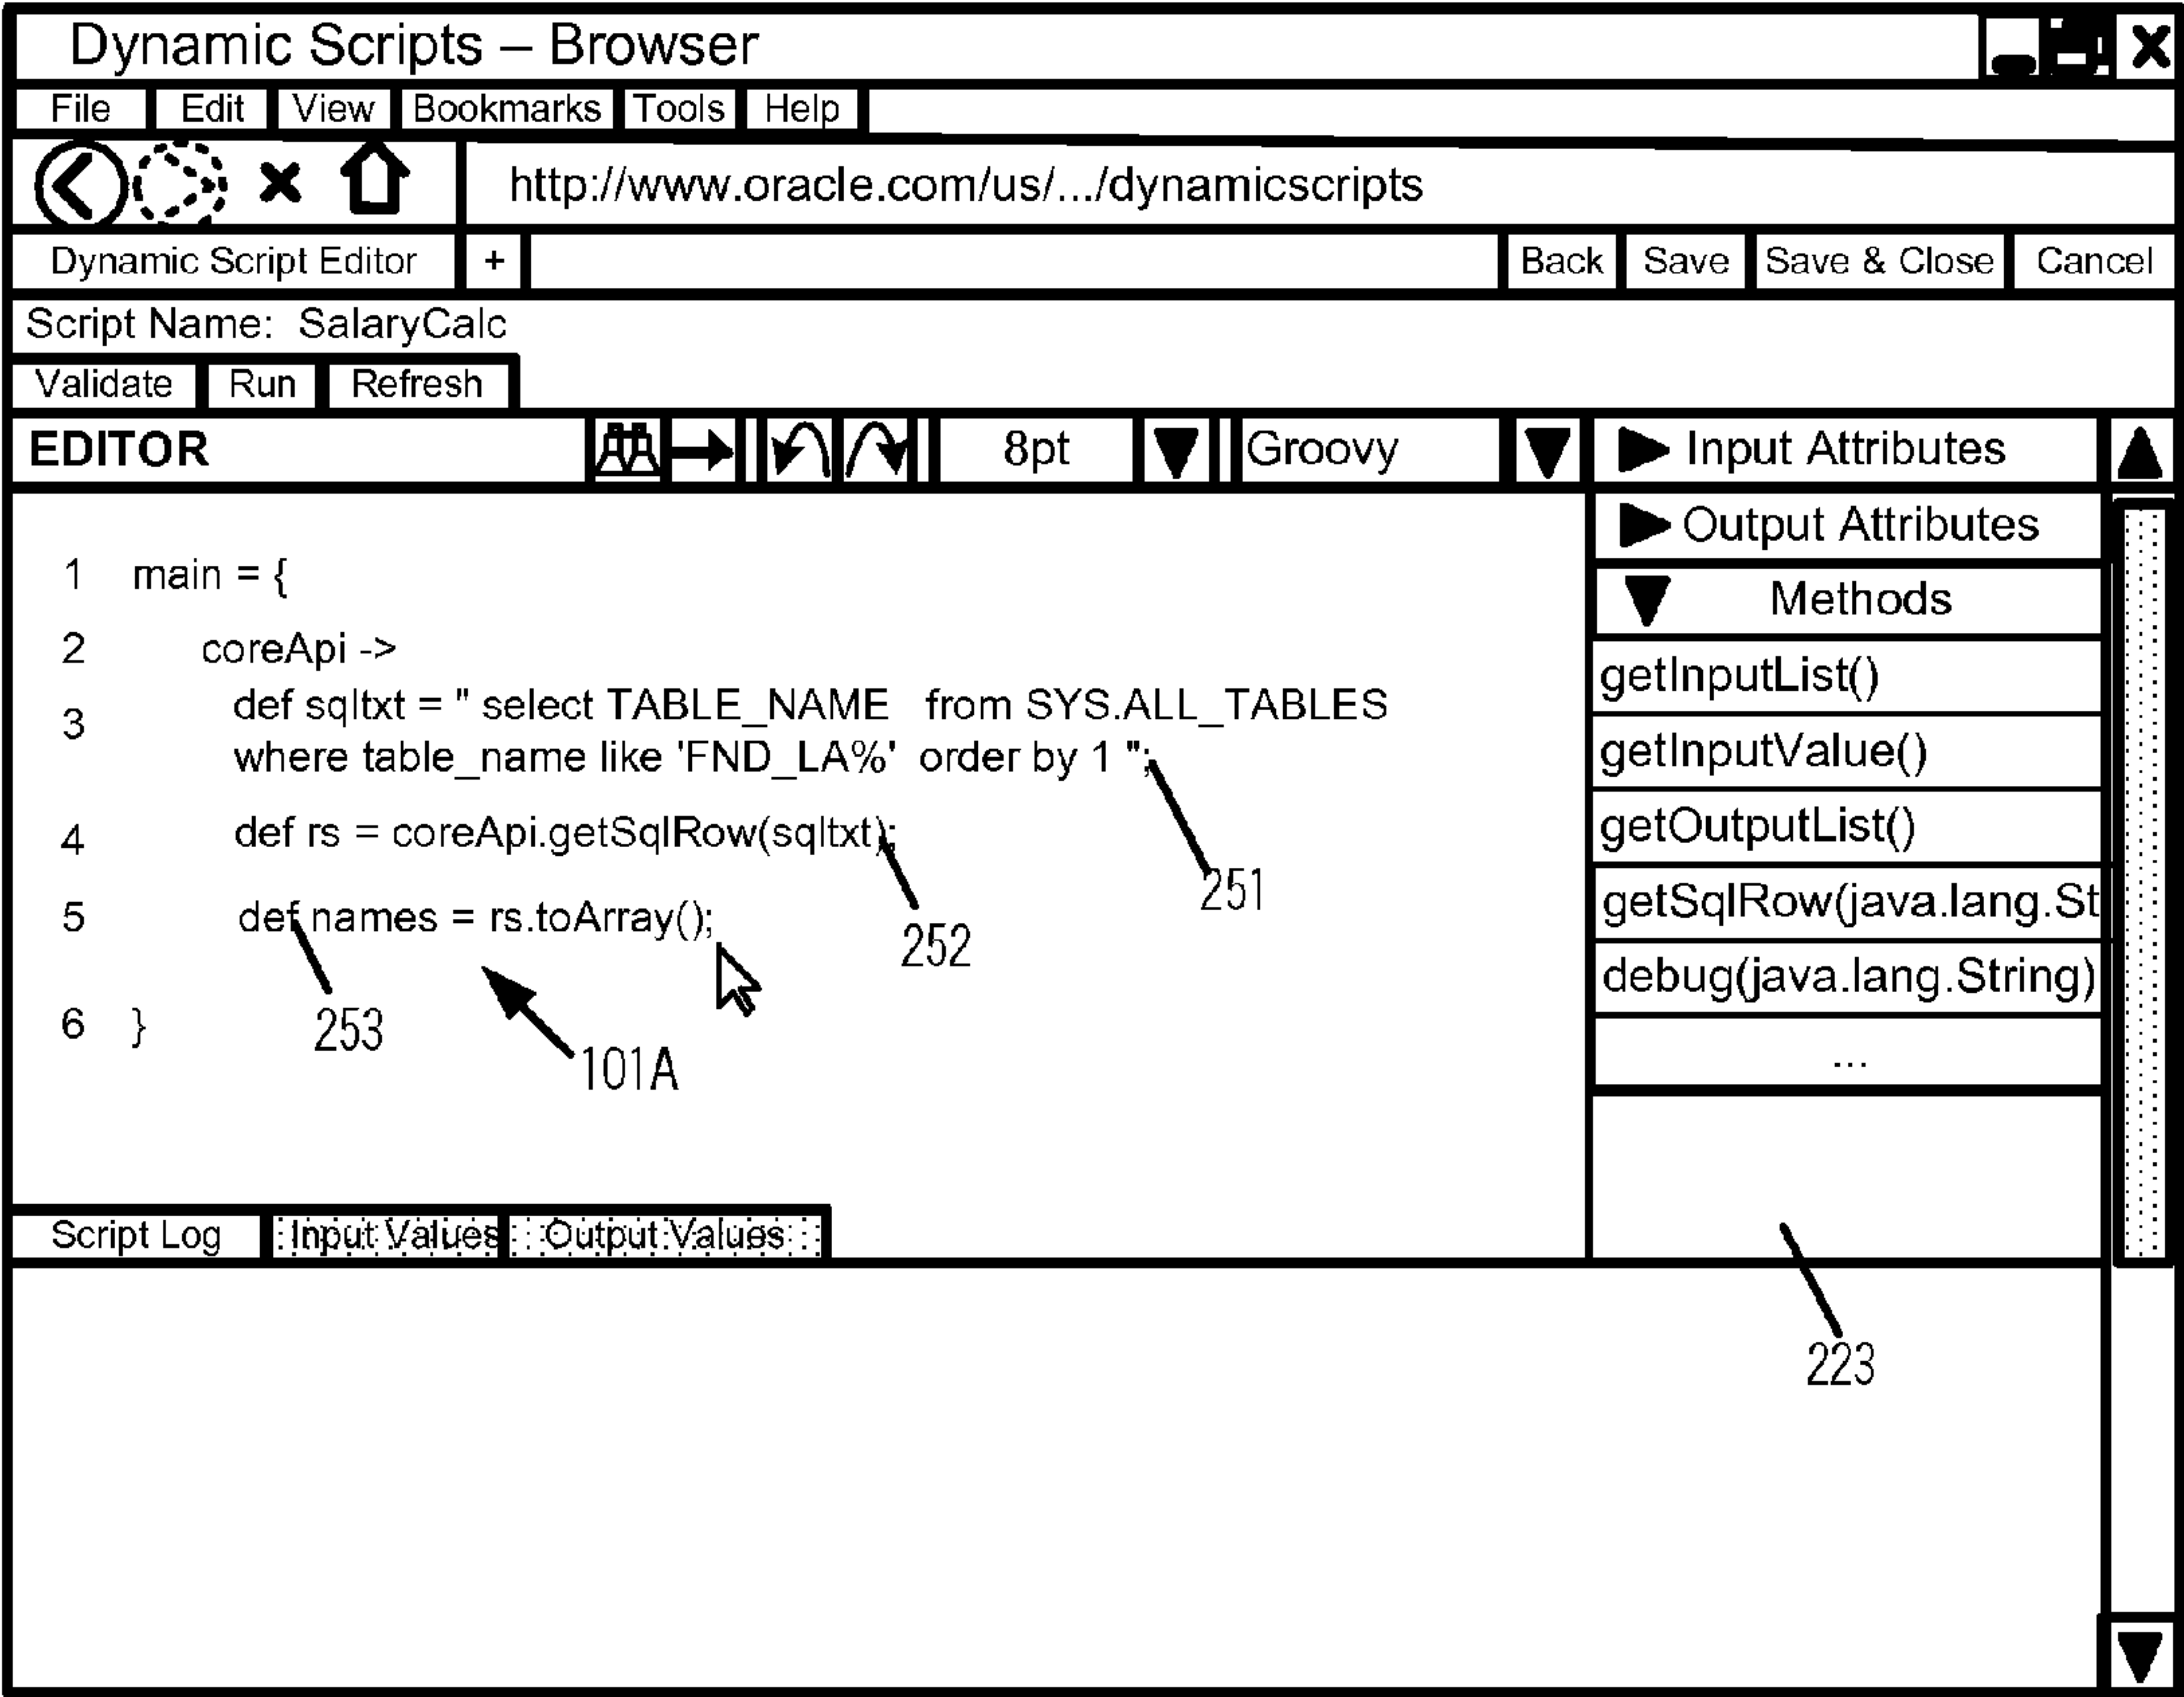 Dynamic Scripts – Browser
File Edit View Bookmarks Tools Help
http://www.oracle.com/us/.../dynamicscripts
Dynamic Script Editor + Back Save Save & Close Cancel
Script Name: SalaryCalc
Validate Run Refresh
EDITOR 8pt Groovy Input Attributes
Output Attributes
1 main = {
Methods
2 coreApi ->
getInputList()
3 def sqltxt = " select TABLE_NAME from SYS.ALL_TABLES
where table_name like 'FND_LA%' order by 1 ";
getInputValue()
4 def rs = coreApi.getSqlRow(sqltxt);
getOutputList()
251
5 def names = rs.toArray();
getSqlRow(java.lang.St
252
debug(java.lang.String)
6 }
253
101A
...
Script Log Input Values Output Values
223